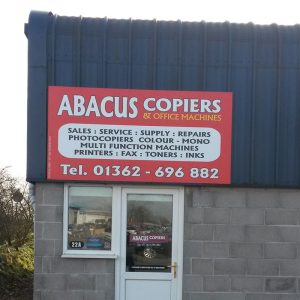 ABACUS COPIERS
& OFFICE MACHINES
SALES : SERVICE : SUPPLY : REPAIRS
PHOTOCOPIERS COLOUR - MONO
MULTI FUNCTION MACHINES
PRINTERS : FAX : TONERS : INKS
Tel. 01362 - 696 882
ABACUS COPIERS
22A